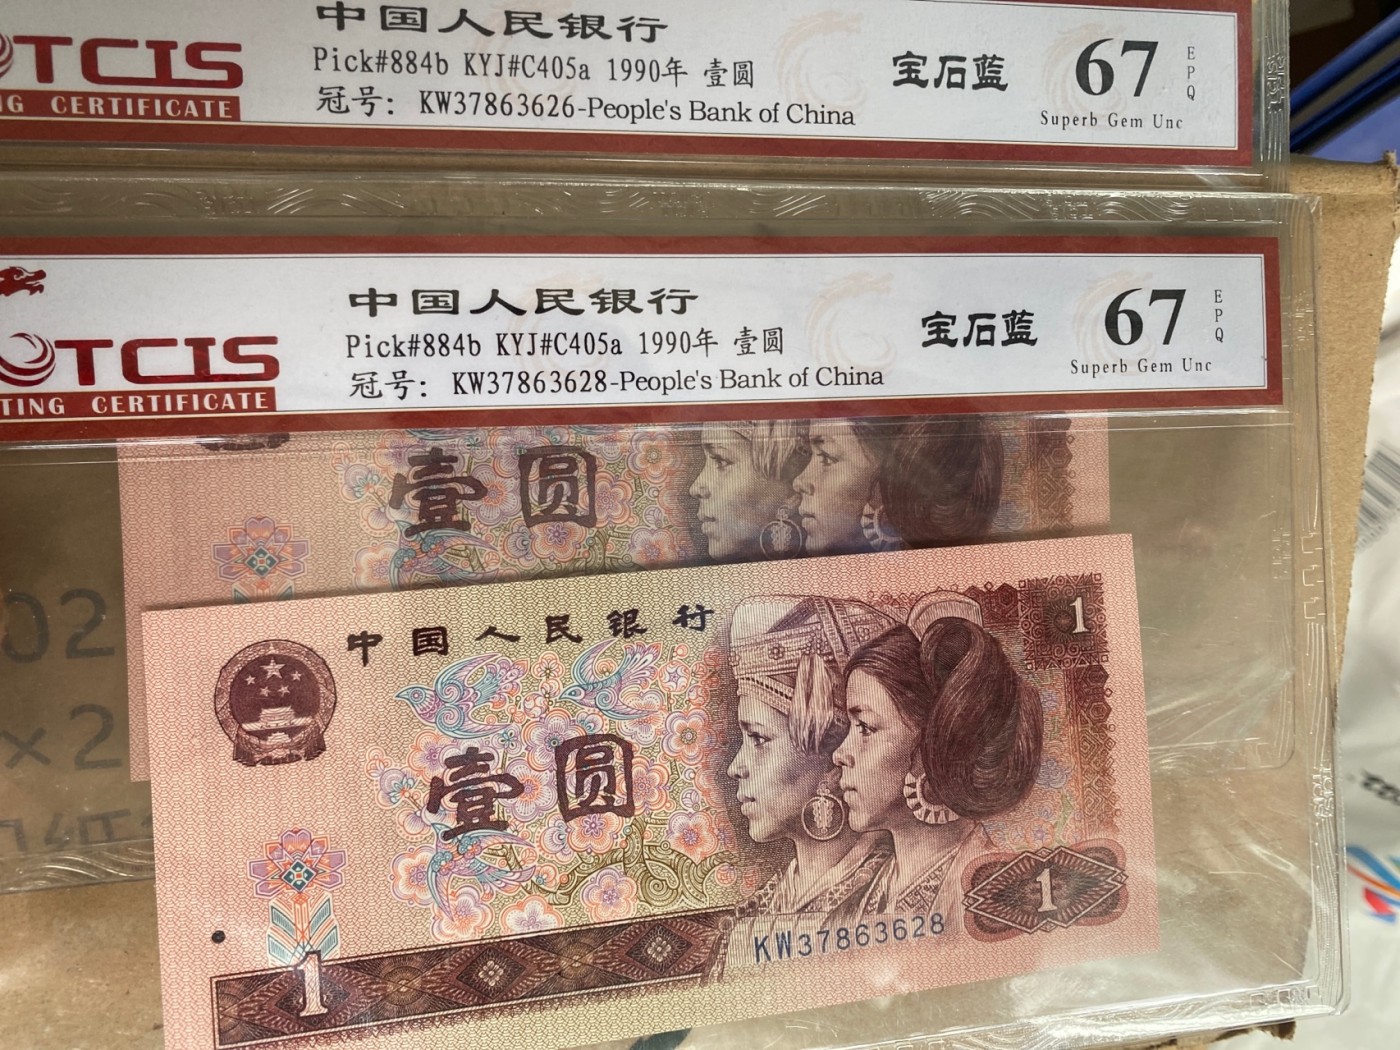 中国人民银行
TCIS
Pick#884b KYJ#C405a 1990年 壹圆
宝石蓝
67
EPQ
NG CERTIFICATE
冠号: KW37863626-People's Bank of China
Superb Gem Unc
中国人民银行
TCIS
Pick#884b KYJ#C405a 1990年 壹圆
宝石蓝
67
EPQ
TING CERTIFICATE
冠号: KW37863628-People's Bank of China
Superb Gem Unc
壹圆
02
×2
中国人民银行
1
壹圆
1
KW37863628
1